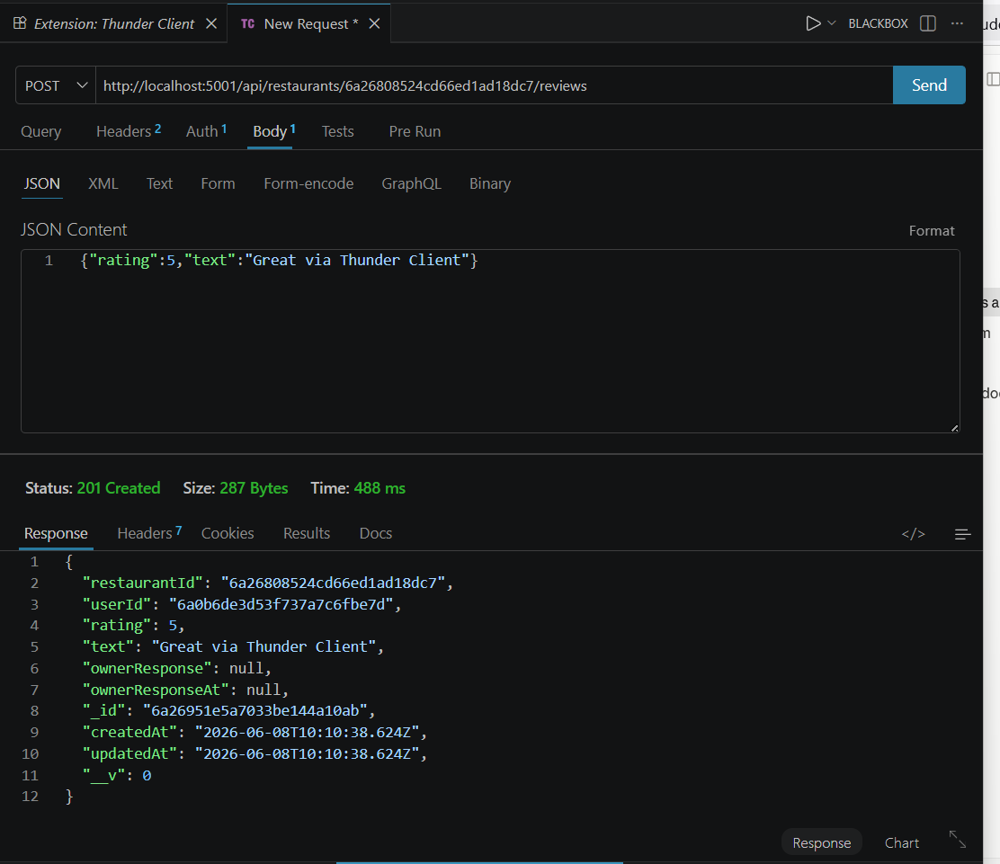 Extension: Thunder Client
TC New Request *
BLACKBOX
POST http://localhost:5001/api/restaurants/6a26808524cd66ed1ad18dc7/reviews Send
Query Headers 2 Auth 1 Body 1 Tests Pre Run
JSON XML Text Form Form-encode GraphQL Binary
JSON Content Format
1 {"rating":5,"text":"Great via Thunder Client"}
Status: 201 Created Size: 287 Bytes Time: 488 ms
Response Headers 7 Cookies Results Docs </>
1 {
2 "restaurantId": "6a26808524cd66ed1ad18dc7",
3 "userId": "6a0b6de3d53f737a7c6fbe7d",
4 "rating": 5,
5 "text": "Great via Thunder Client",
6 "ownerResponse": null,
7 "ownerResponseAt": null,
8 "_id": "6a26951e5a7033be144a10ab",
9 "createdAt": "2026-06-08T10:10:38.624Z",
10 "updatedAt": "2026-06-08T10:10:38.624Z",
11 "__v": 0
12 }
Response Chart